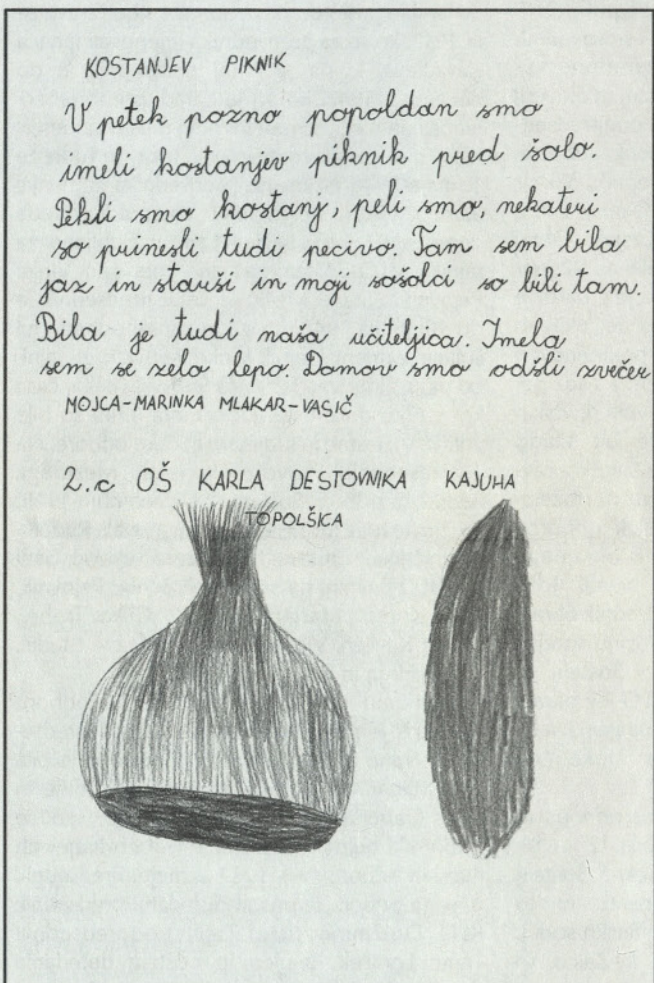 KOSTANJEV PIKNIK
V petek pozno popoldan smo
imeli kostanjev piknik pred šolo.
Pekli smo kostanj, peli smo, nekateri
so prinesli tudi pecivo. Tam sem bila
jaz in starši in moji sošolci so bili tam.
Bila je tudi naša učiteljica. Imela
sem se zelo lepo. Domov smo odšli zvečer
MOJCA-MARINKA MLAKAR-VASIČ
2.c OŠ KARLA DESTOVNIKA KAJUHA
TOPOLŠICA